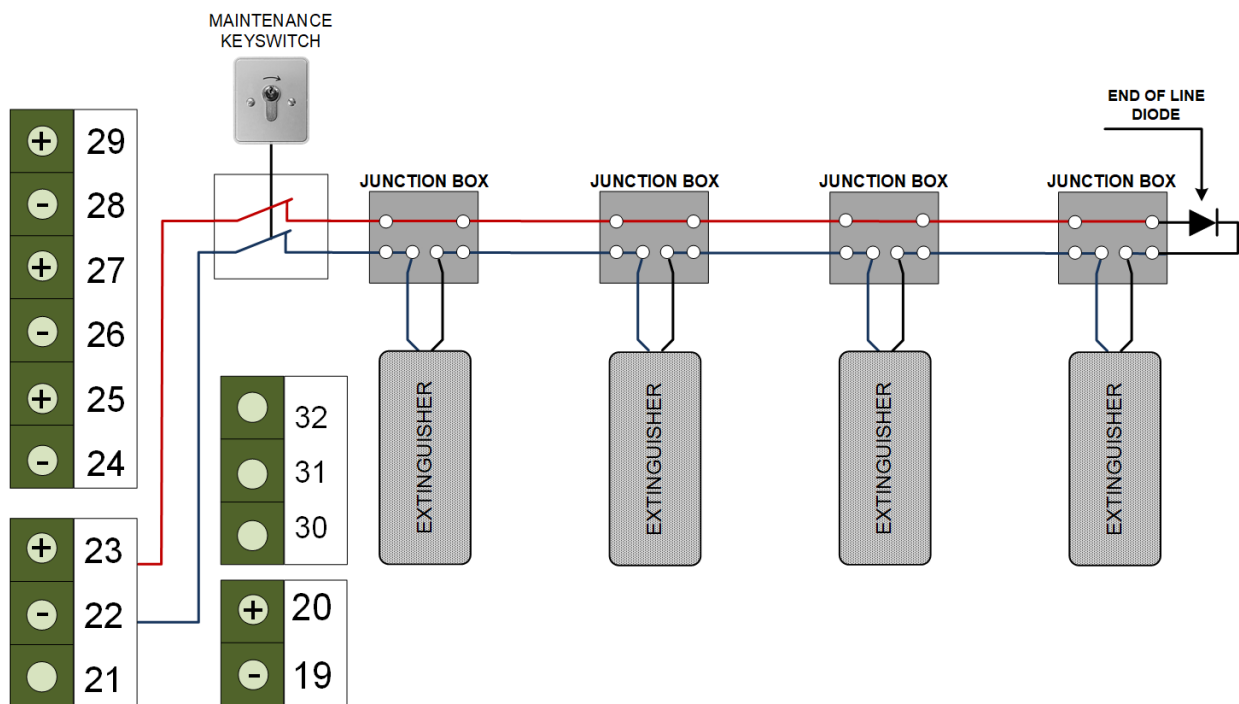 MAINTENANCE
KEYSWITCH
END OF LINE
DIODE
JUNCTION BOX
JUNCTION BOX
JUNCTION BOX
JUNCTION BOX
+ 29
- 28
+ 27
- 26
+ 25
- 24
+ 23
- 22
21
32
31
30
+ 20
- 19
EXTINGUISHER
EXTINGUISHER
EXTINGUISHER
EXTINGUISHER